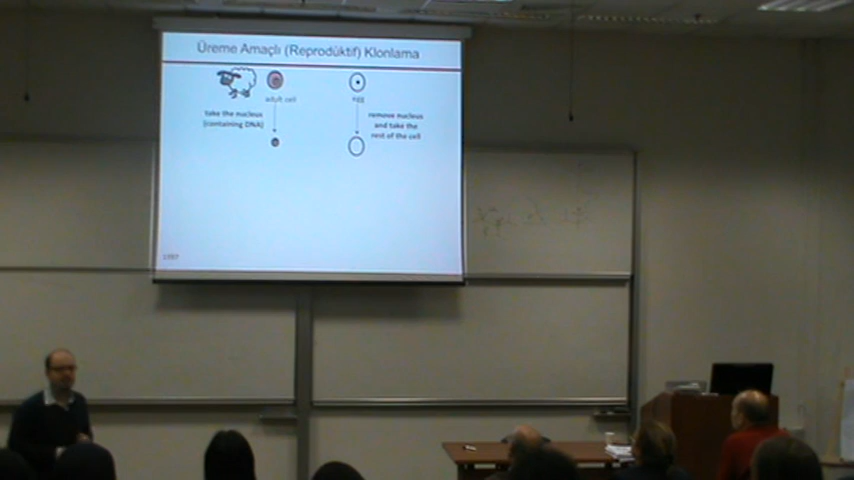 Üreme Amaçlı (Reprodüktif) Klonlama
adult cell
egg
take the nucleus
(containing DNA)
remove nucleus
and take the
rest of the cell